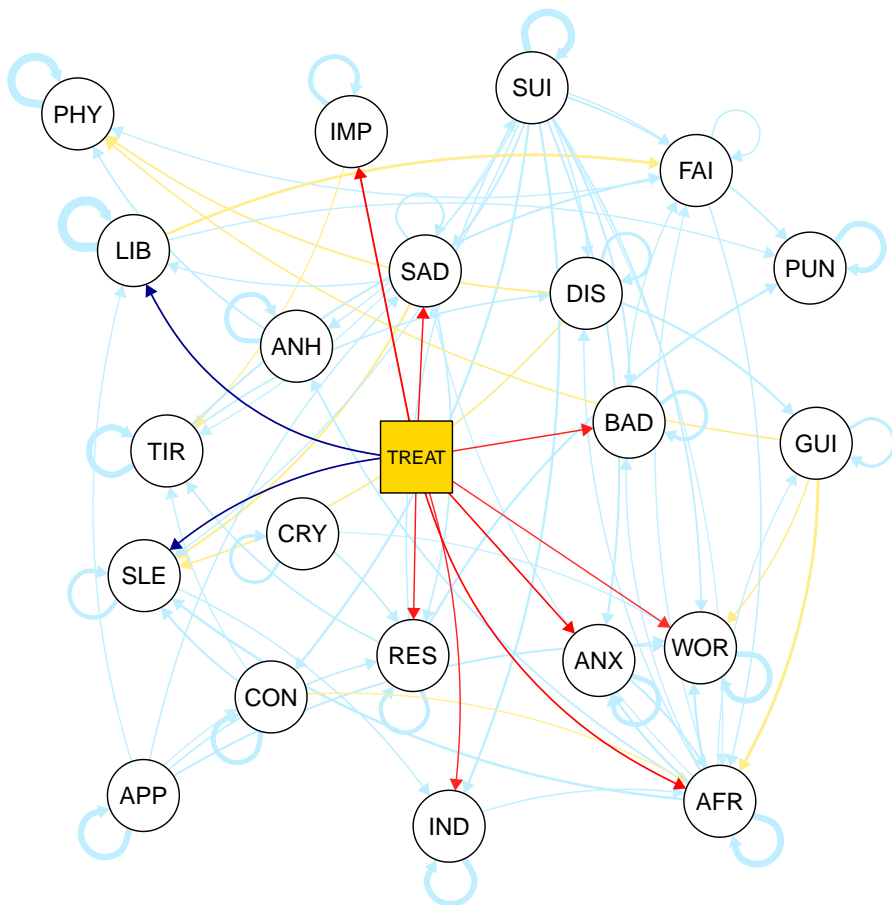 SUI
PHY
IMP
FAI
LIB
SAD
PUN
DIS
ANH
BAD
TIR
GUI
TREAT
CRY
SLE
RES
ANX
WOR
CON
APP
IND
AFR